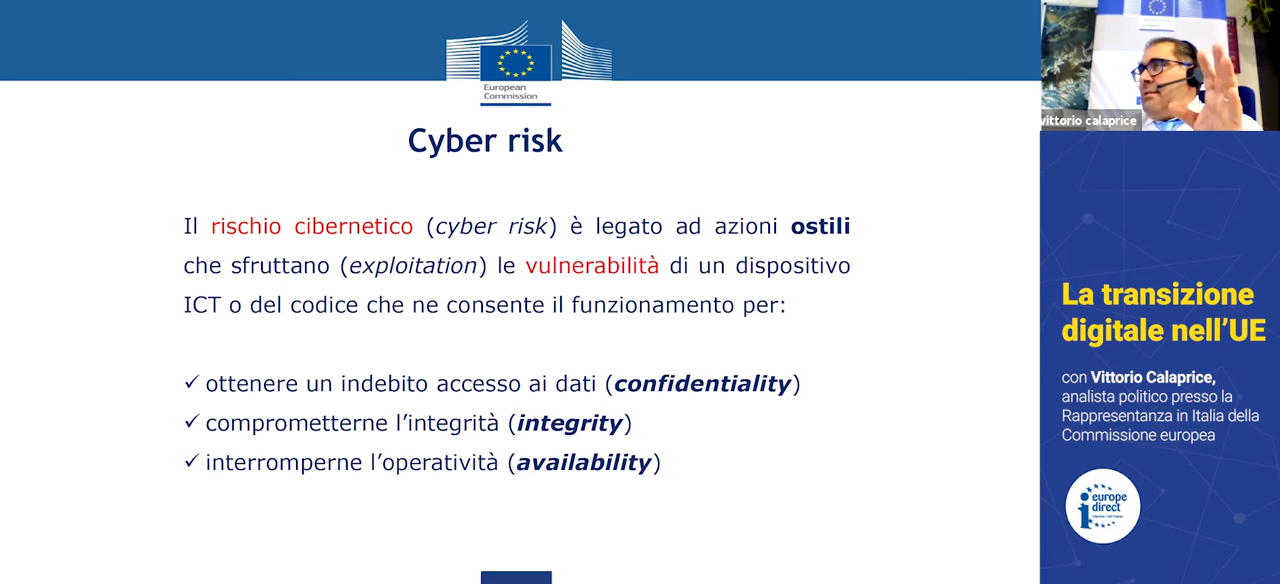 European
Commission
Cyber risk
Il rischio cibernetico (cyber risk) è legato ad azioni ostili
che sfruttano (exploitation) le vulnerabilità di un dispositivo
ICT o del codice che ne consente il funzionamento per:
✓ ottenere un indebito accesso ai dati (confidentiality)
✓ comprometterne l’integrità (integrity)
✓ interromperne l’operatività (availability)
vittorio calaprice
La transizione
digitale nell’UE
con Vittorio Calaprice,
analista politico presso la
Rappresentanza in Italia della
Commissione europea
europe
direct